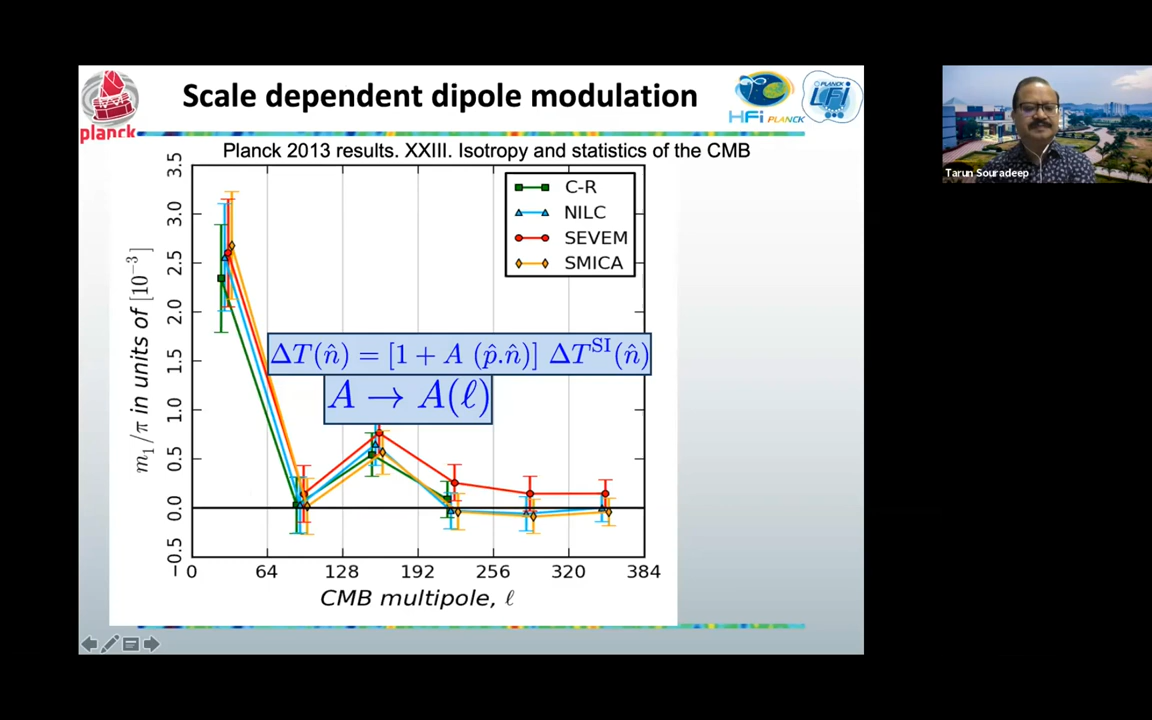 Scale dependent dipole modulation
planck
HFi PLANCK
PLANCK
LFi
Tarun Souradeep
Planck 2013 results. XXIII. Isotropy and statistics of the CMB
C-R
NILC
SEVEM
SMICA
m₁/π in units of [10⁻³]
3.5
3.0
2.5
2.0
1.5
1.0
0.5
0.0
-0.5
ΔT(n̂) = [1 + A (p̂.n̂)] ΔTˢᴵ(n̂)
A → A(ℓ)
0 64 128 192 256 320 384
CMB multipole, ℓ